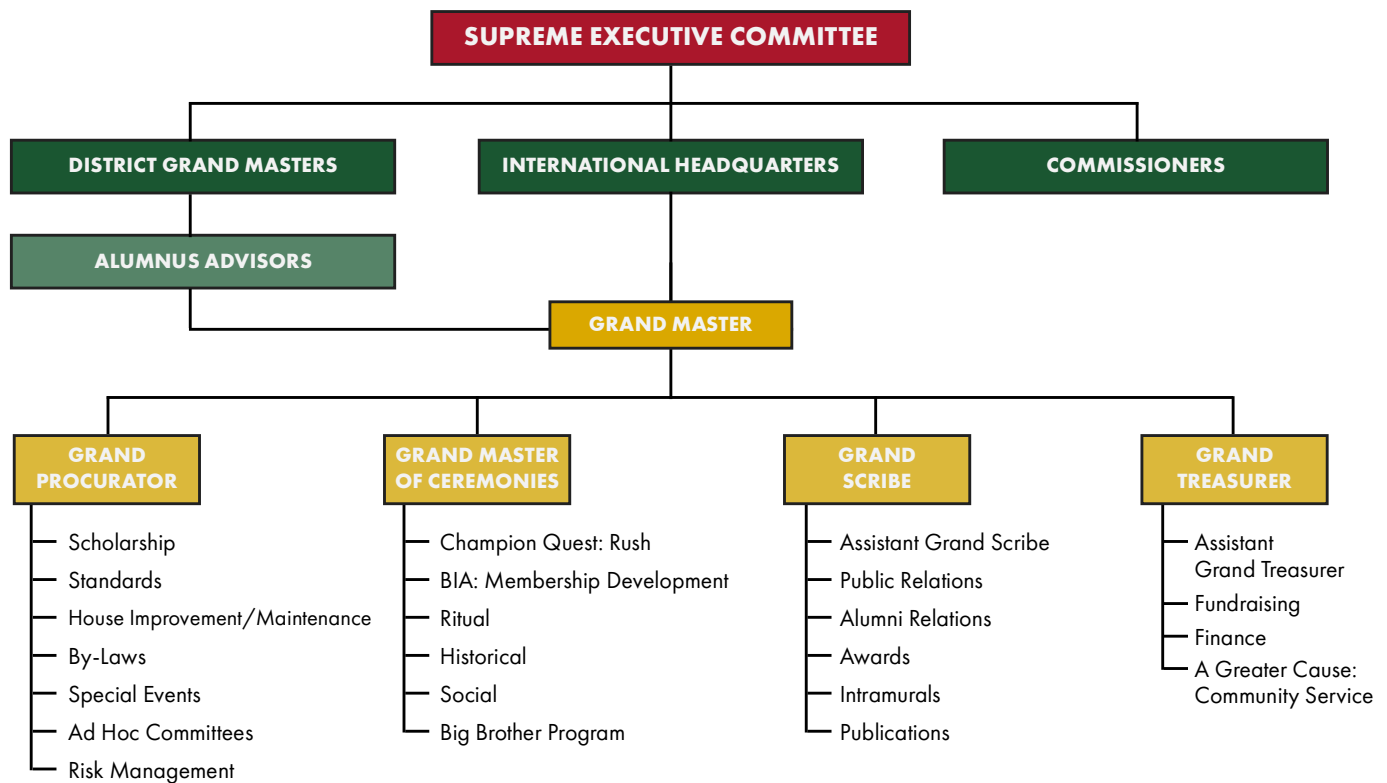 SUPREME EXECUTIVE COMMITTEE
DISTRICT GRAND MASTERS
INTERNATIONAL HEADQUARTERS
COMMISSIONERS
ALUMNUS ADVISORS
GRAND MASTER
GRAND
PROCURATOR
Scholarship
Standards
House Improvement/Maintenance
By-Laws
Special Events
Ad Hoc Committees
Risk Management
GRAND MASTER
OF CEREMONIES
Champion Quest: Rush
BIA: Membership Development
Ritual
Historical
Social
Big Brother Program
GRAND
SCRIBE
Assistant Grand Scribe
Public Relations
Alumni Relations
Awards
Intramurals
Publications
GRAND
TREASURER
Assistant
Grand Treasurer
Fundraising
Finance
A Greater Cause:
Community Service